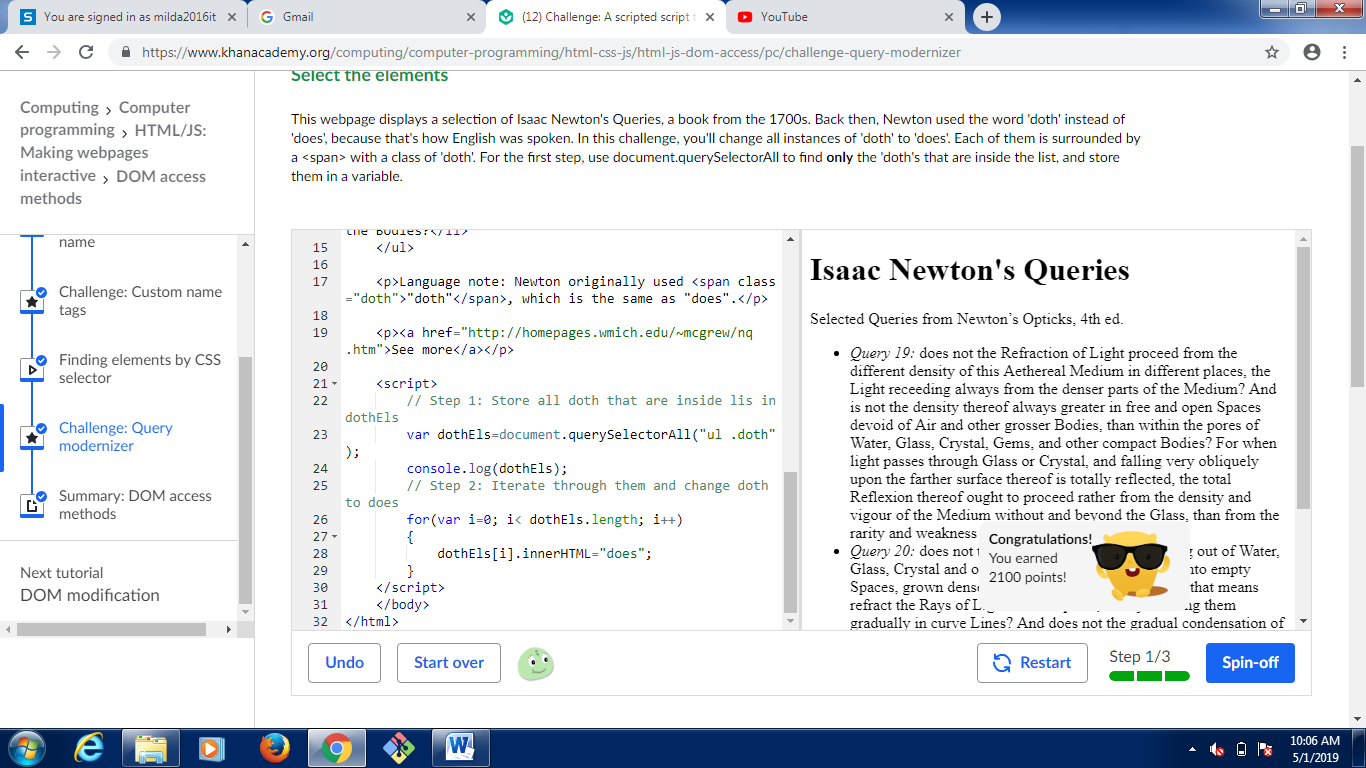 You are signed in as milda2016it
Gmail
(12) Challenge: A scripted script t
YouTube
https://www.khanacademy.org/computing/computer-programming/html-css-js/html-js-dom-access/pc/challenge-query-modernizer
Computing > Computer
programming > HTML/JS:
Making webpages
interactive > DOM access
methods
name
Challenge: Custom name
tags
Finding elements by CSS
selector
Challenge: Query
modernizer
Summary: DOM access
methods
Next tutorial
DOM modification
Select the elements
This webpage displays a selection of Isaac Newton's Queries, a book from the 1700s. Back then, Newton used the word 'doth' instead of
'does', because that's how English was spoken. In this challenge, you'll change all instances of 'doth' to 'does'. Each of them is surrounded by
a <span> with a class of 'doth'. For the first step, use document.querySelectorAll to find only the 'doth's that are inside the list, and store
them in a variable.
the Bodies?</li>
15 </ul>
16
17 <p>Language note: Newton originally used <span class
="doth">"doth"</span>, which is the same as "does".</p>
18
19 <p><a href="http://homepages.wmich.edu/~mcgrew/nq
.htm">See more</a></p>
20
21 <script>
22 // Step 1: Store all doth that are inside lis in
dothEls
23 var dothEls=document.querySelectorAll("ul .doth"
);
24 console.log(dothEls);
25 // Step 2: Iterate through them and change doth
to does
26 for(var i=0; i< dothEls.length; i++)
27 {
28 dothEls[i].innerHTML="does";
29 }
30 </script>
31 </body>
32 </html>
Isaac Newton's Queries
Selected Queries from Newton's Opticks, 4th ed.
Query 19: does not the Refraction of Light proceed from the
different density of this Aethereal Medium in different places, the
Light receeding always from the denser parts of the Medium? And
is not the density thereof always greater in free and open Spaces
devoid of Air and other grosser Bodies, than within the pores of
Water, Glass, Crystal, Gems, and other compact Bodies? For when
light passes through Glass or Crystal, and falling very obliquely
upon the farther surface thereof is totally reflected, the total
Reflexion thereof ought to proceed rather from the density and
vigour of the Medium without and beyond the Glass, than from the
rarity and weakness
Query 20: does not out of Water,
Glass, Crystal and to empty
Spaces, grown that means
refract the Rays of them
gradually in curve Lines? And does not the gradual condensation of
Congratulations!
You earned
2100 points!
Undo
Start over
Restart
Step 1/3
Spin-off
10:06 AM
5/1/2019